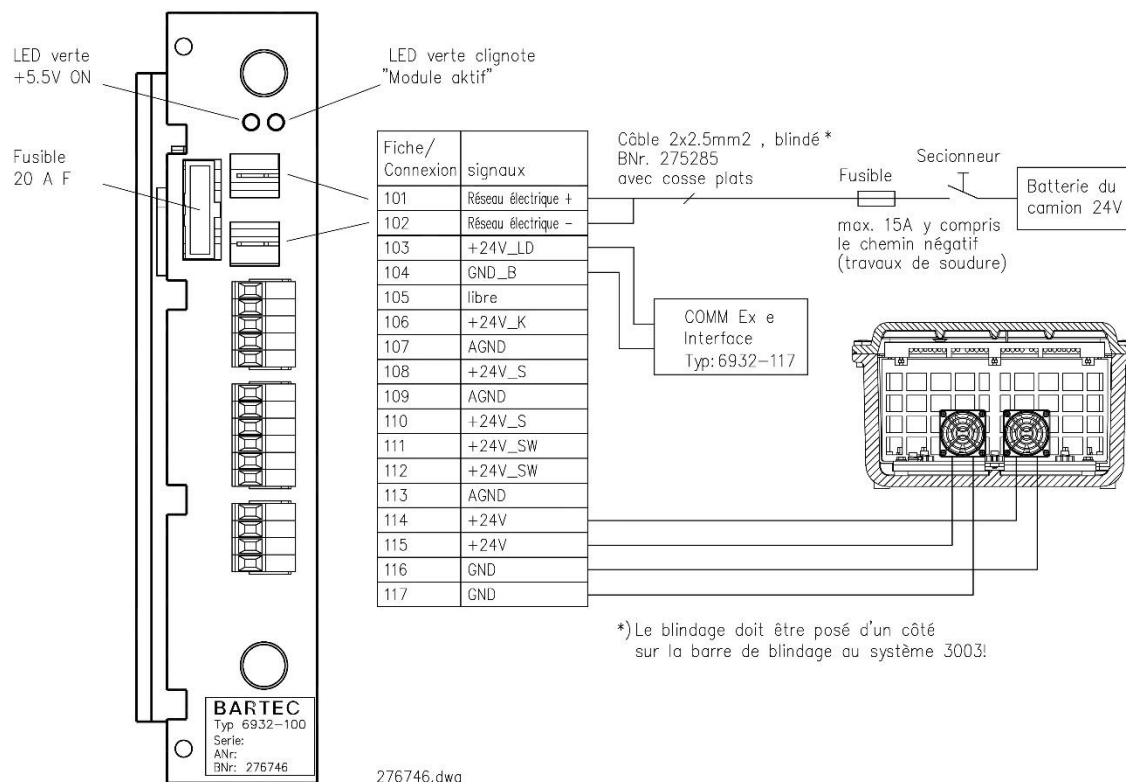 LED verte
+5.5V ON
LED verte clignote
"Module aktif"
Fusible
20 A F
Fiche/
Connexion signaux
101 Réseau électrique +
102 Réseau électrique -
103 +24V_LD
104 GND_B
105 libre
106 +24V_K
107 AGND
108 +24V_S
109 AGND
110 +24V_S
111 +24V_SW
112 +24V_SW
113 AGND
114 +24V
115 +24V
116 GND
117 GND
Câble 2x2.5mm2 , blindé *
BNr. 275285
avec cosse plats
Fusible
Secionneur
Batterie du
camion 24V
max. 15A y compris
le chemin négatif
(travaux de soudure)
COMM Ex e
Interface
Typ: 6932-117
*) Le blindage doit être posé d'un côté
sur la barre de blindage au système 3003!
BARTEC
Typ 6932-100
Serie:
ANr:
BNr: 276746
276746.dwg